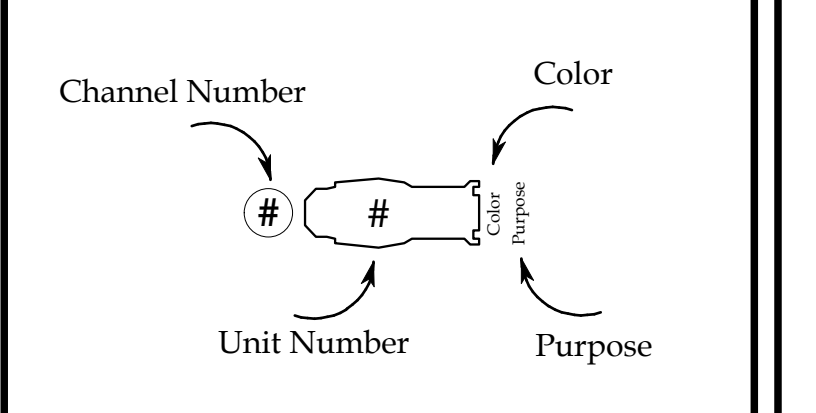 Color
Channel Number
# #
Color
Purpose
Unit Number
Purpose